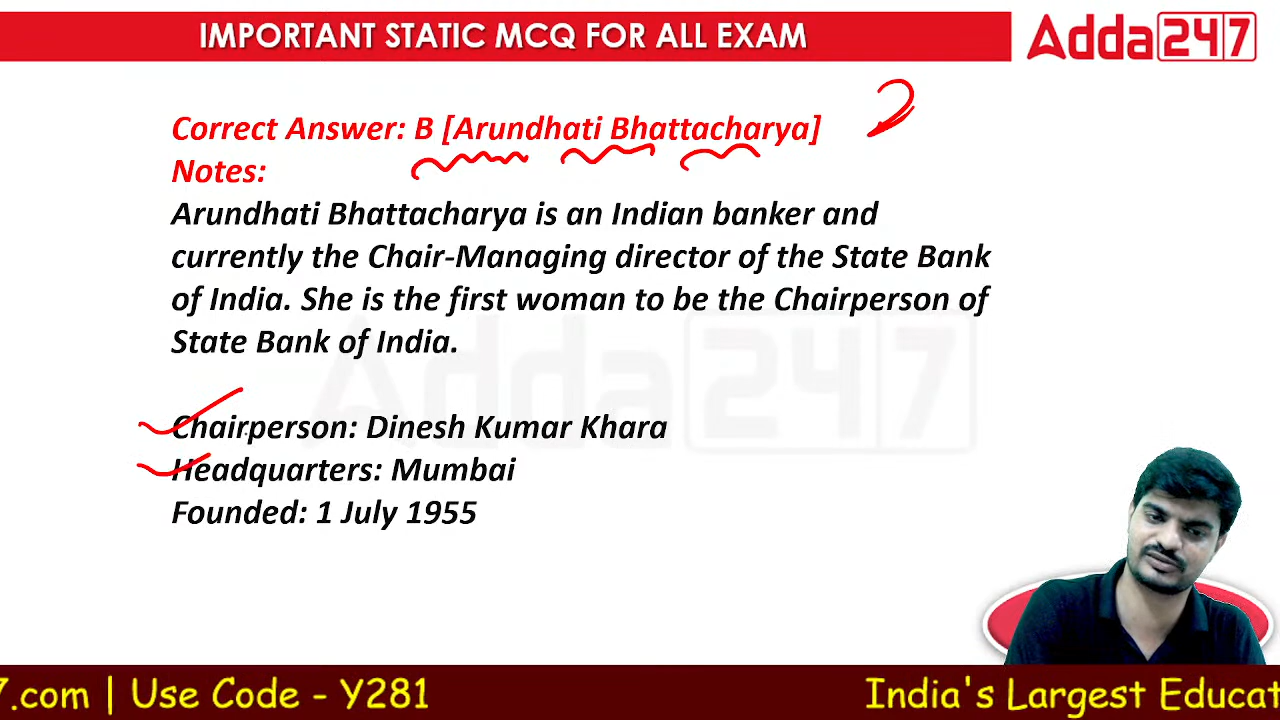 IMPORTANT STATIC MCQ FOR ALL EXAM
Adda247
Correct Answer: B [Arundhati Bhattacharya]
Notes:
Arundhati Bhattacharya is an Indian banker and
currently the Chair-Managing director of the State Bank
of India. She is the first woman to be the Chairperson of
State Bank of India.
Adda247
Chairperson: Dinesh Kumar Khara
Headquarters: Mumbai
Founded: 1 July 1955
7.com | Use Code - Y281
India's Largest Educat